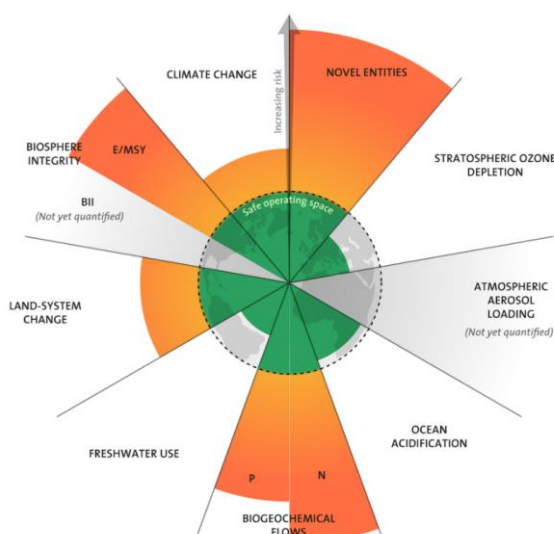 CLIMATE CHANGE
Increasing risk
NOVEL ENTITIES
STRATOSPHERIC OZONE
DEPLETION
BIOSPHERE
INTEGRITY
E/MSY
BII
(Not yet quantified)
Safe operating space
LAND-SYSTEM
CHANGE
ATMOSPHERIC
AEROSOL
LOADING
(Not yet quantified)
FRESHWATER USE
OCEAN
ACIDIFICATION
P
N
BIOGEOCHEMICAL
FLOWS